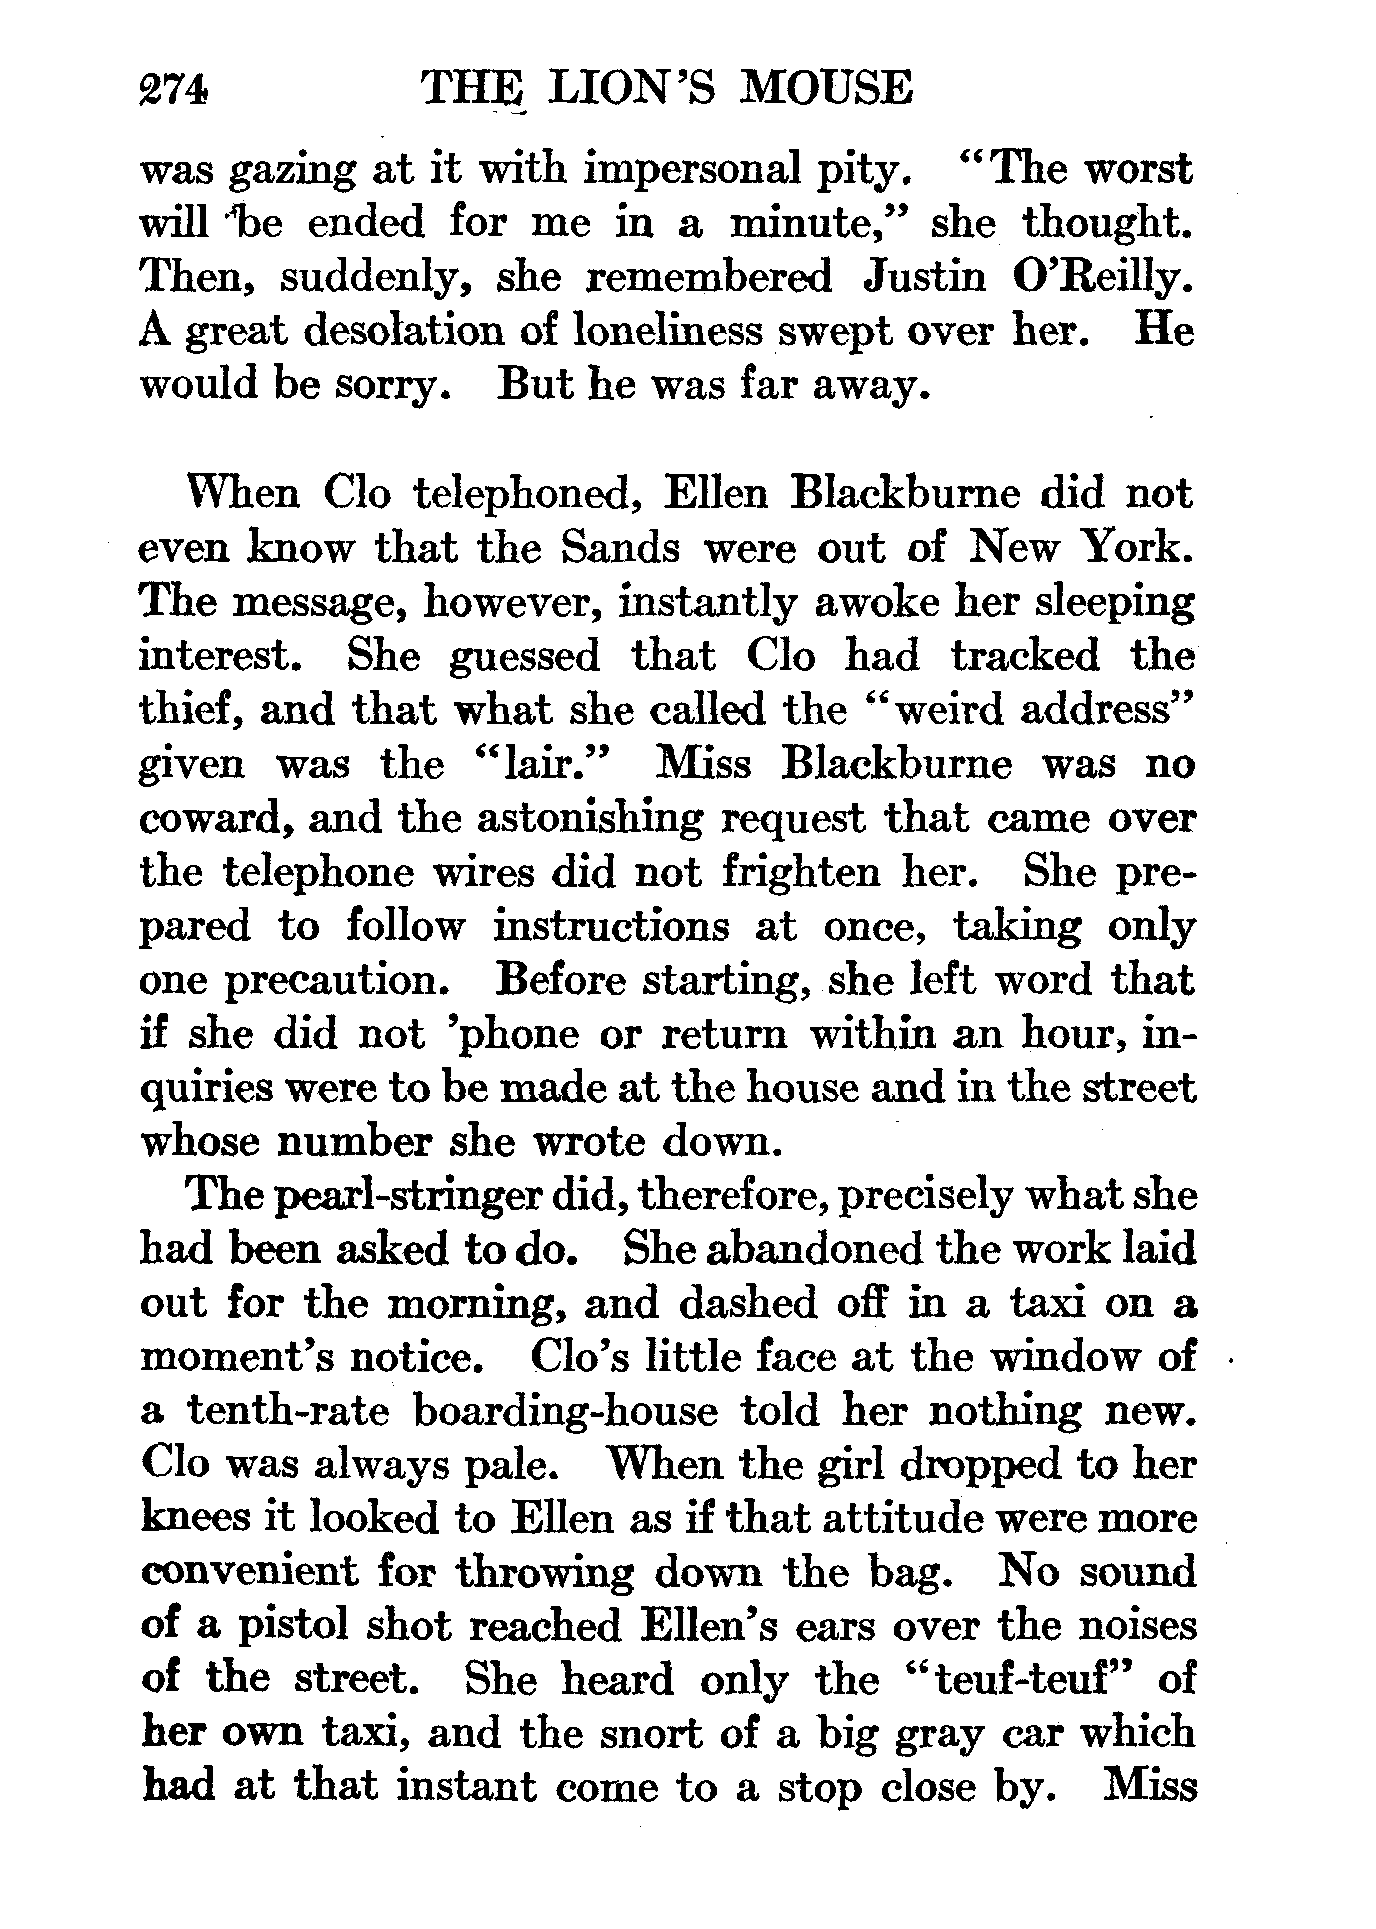 274 THE LION'S MOUSE
was gazing at it with impersonal pity. "The worst
will be ended for me in a minute," she thought.
Then, suddenly, she remembered Justin O'Reilly.
A great desolation of loneliness swept over her. He
would be sorry. But he was far away.
When Clo telephoned, Ellen Blackburne did not
even know that the Sands were out of New York.
The message, however, instantly awoke her sleeping
interest. She guessed that Clo had tracked the
thief, and that what she called the "weird address"
given was the "lair." Miss Blackburne was no
coward, and the astonishing request that came over
the telephone wires did not frighten her. She pre-
pared to follow instructions at once, taking only
one precaution. Before starting, she left word that
if she did not 'phone or return within an hour, in-
quiries were to be made at the house and in the street
whose number she wrote down.
The pearl-stringer did, therefore, precisely what she
had been asked to do. She abandoned the work laid
out for the morning, and dashed off in a taxi on a
moment's notice. Clo's little face at the window of
a tenth-rate boarding-house told her nothing new.
Clo was always pale. When the girl dropped to her
knees it looked to Ellen as if that attitude were more
convenient for throwing down the bag. No sound
of a pistol shot reached Ellen's ears over the noises
of the street. She heard only the "teuf-teuf" of
her own taxi, and the snort of a big gray car which
had at that instant come to a stop close by. Miss